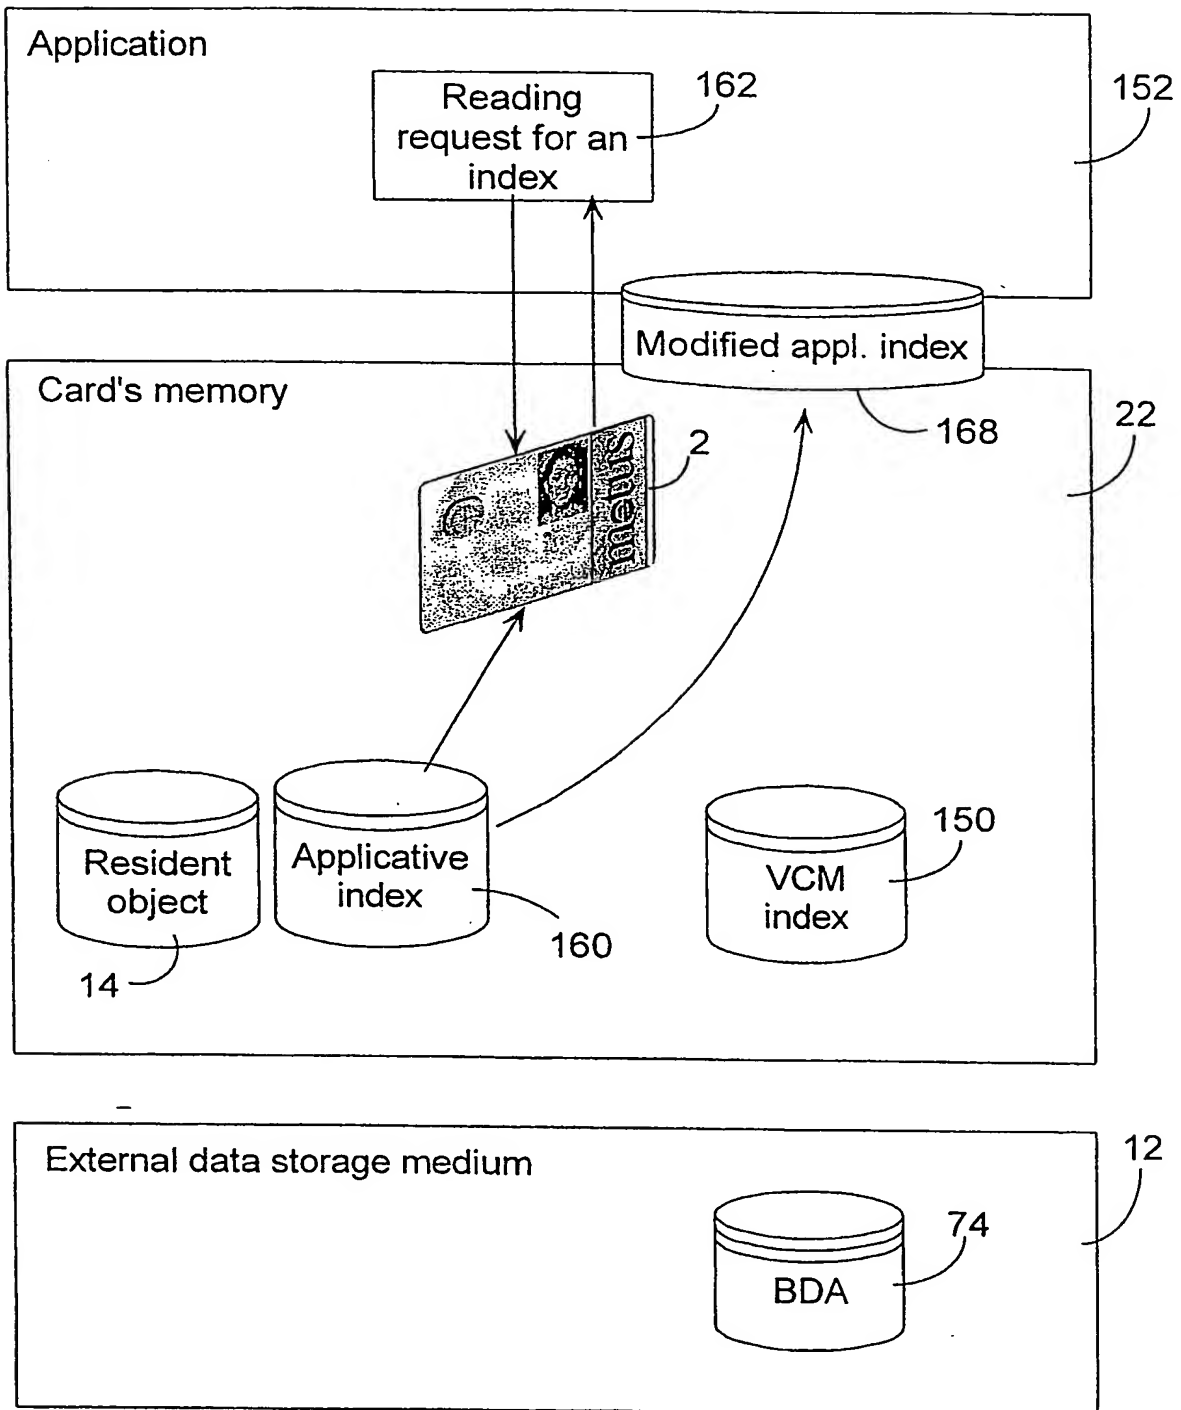 Application
162
152
Reading
request for an
index
Modified appl. index
Card's memory
168
22
2
Resident
object
Applicative
index
150
VCM
index
160
14
External data storage medium
12
74
BDA